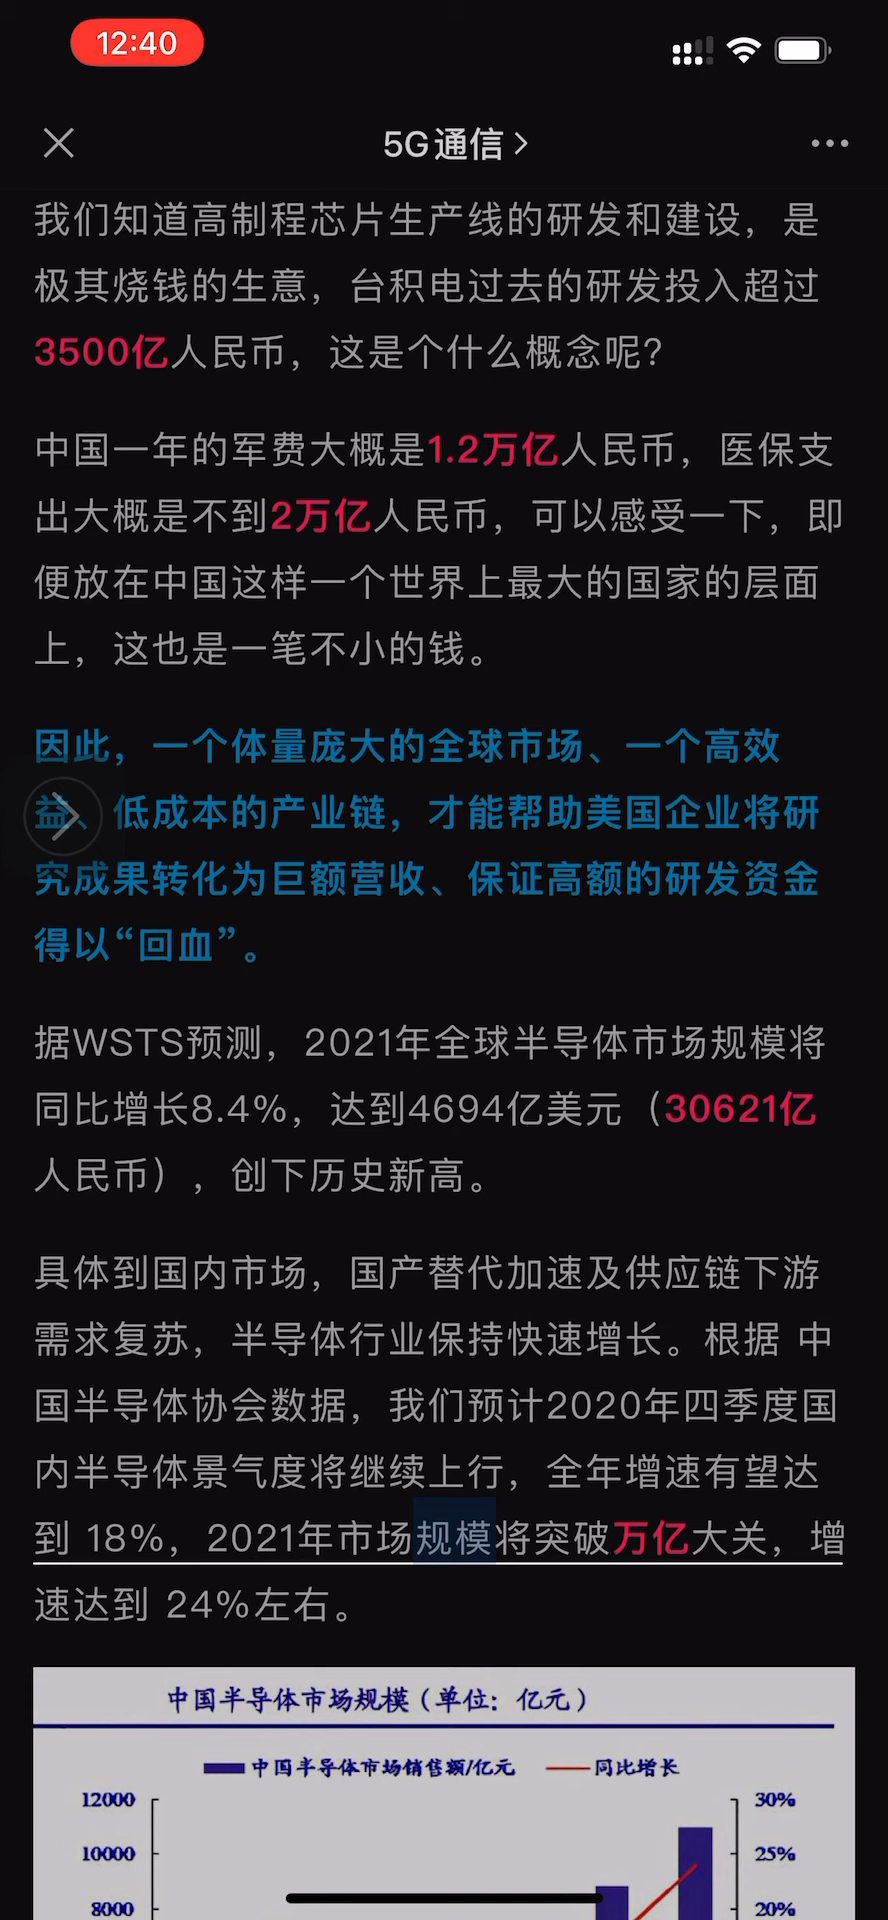 12:40
5G通信
我们知道高制程芯片生产线的研发和建设，是
极其烧钱的生意，台积电过去的研发投入超过
3500亿人民币，这是个什么概念呢?
中国一年的军费大概是1.2万亿人民币，医保支
出大概是不到2万亿人民币，可以感受一下，即
便放在中国这样一个世界上最大的国家的层面
上，这也是一笔不小的钱。
因此，一个体量庞大的全球市场、一个高效
益、低成本的产业链，才能帮助美国企业将研
究成果转化为巨额营收、保证高额的研发资金
得以“回血”。
据WSTS预测，2021年全球半导体市场规模将
同比增长8.4%，达到4694亿美元（30621亿
人民币），创下历史新高。
具体到国内市场，国产替代加速及供应链下游
需求复苏，半导体行业保持快速增长。根据 中
国半导体协会数据，我们预计2020年四季度国
内半导体景气度将继续上行，全年增速有望达
到 18%，2021年市场规模将突破万亿大关，增
速达到 24%左右。
中国半导体市场规模（单位：亿元）
中国半导体市场销售额/亿元 同比增长
12000 30%
10000 25%
8000 20%